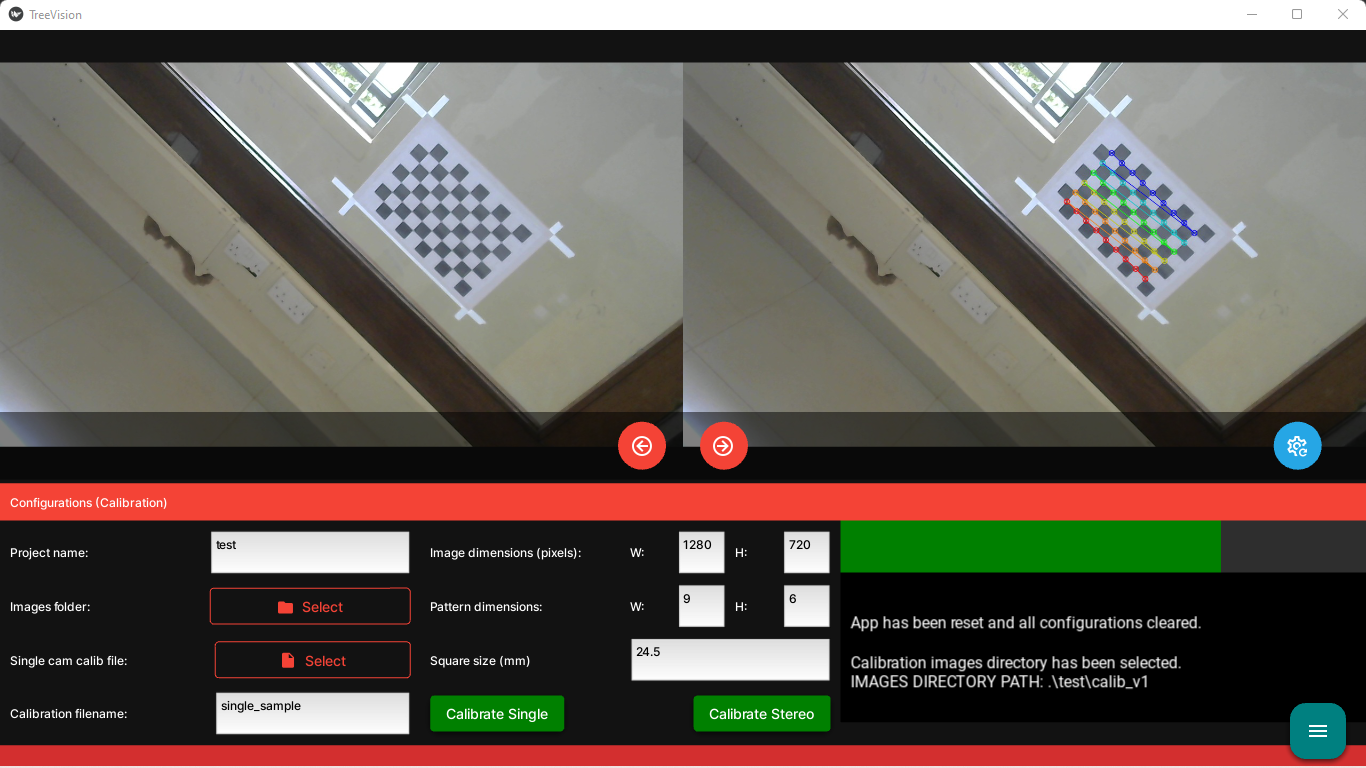 TreeVision
Configurations (Calibration)
Project name:
test
Image dimensions (pixels):
W:
1280
H:
720
Images folder:
Select
Pattern dimensions:
W:
9
H:
6
Single cam calib file:
Select
Square size (mm)
24.5
Calibration filename:
single_sample
Calibrate Single
Calibrate Stereo
App has been reset and all configurations cleared.
Calibration images directory has been selected.
IMAGES DIRECTORY PATH: .\test\calib_v1